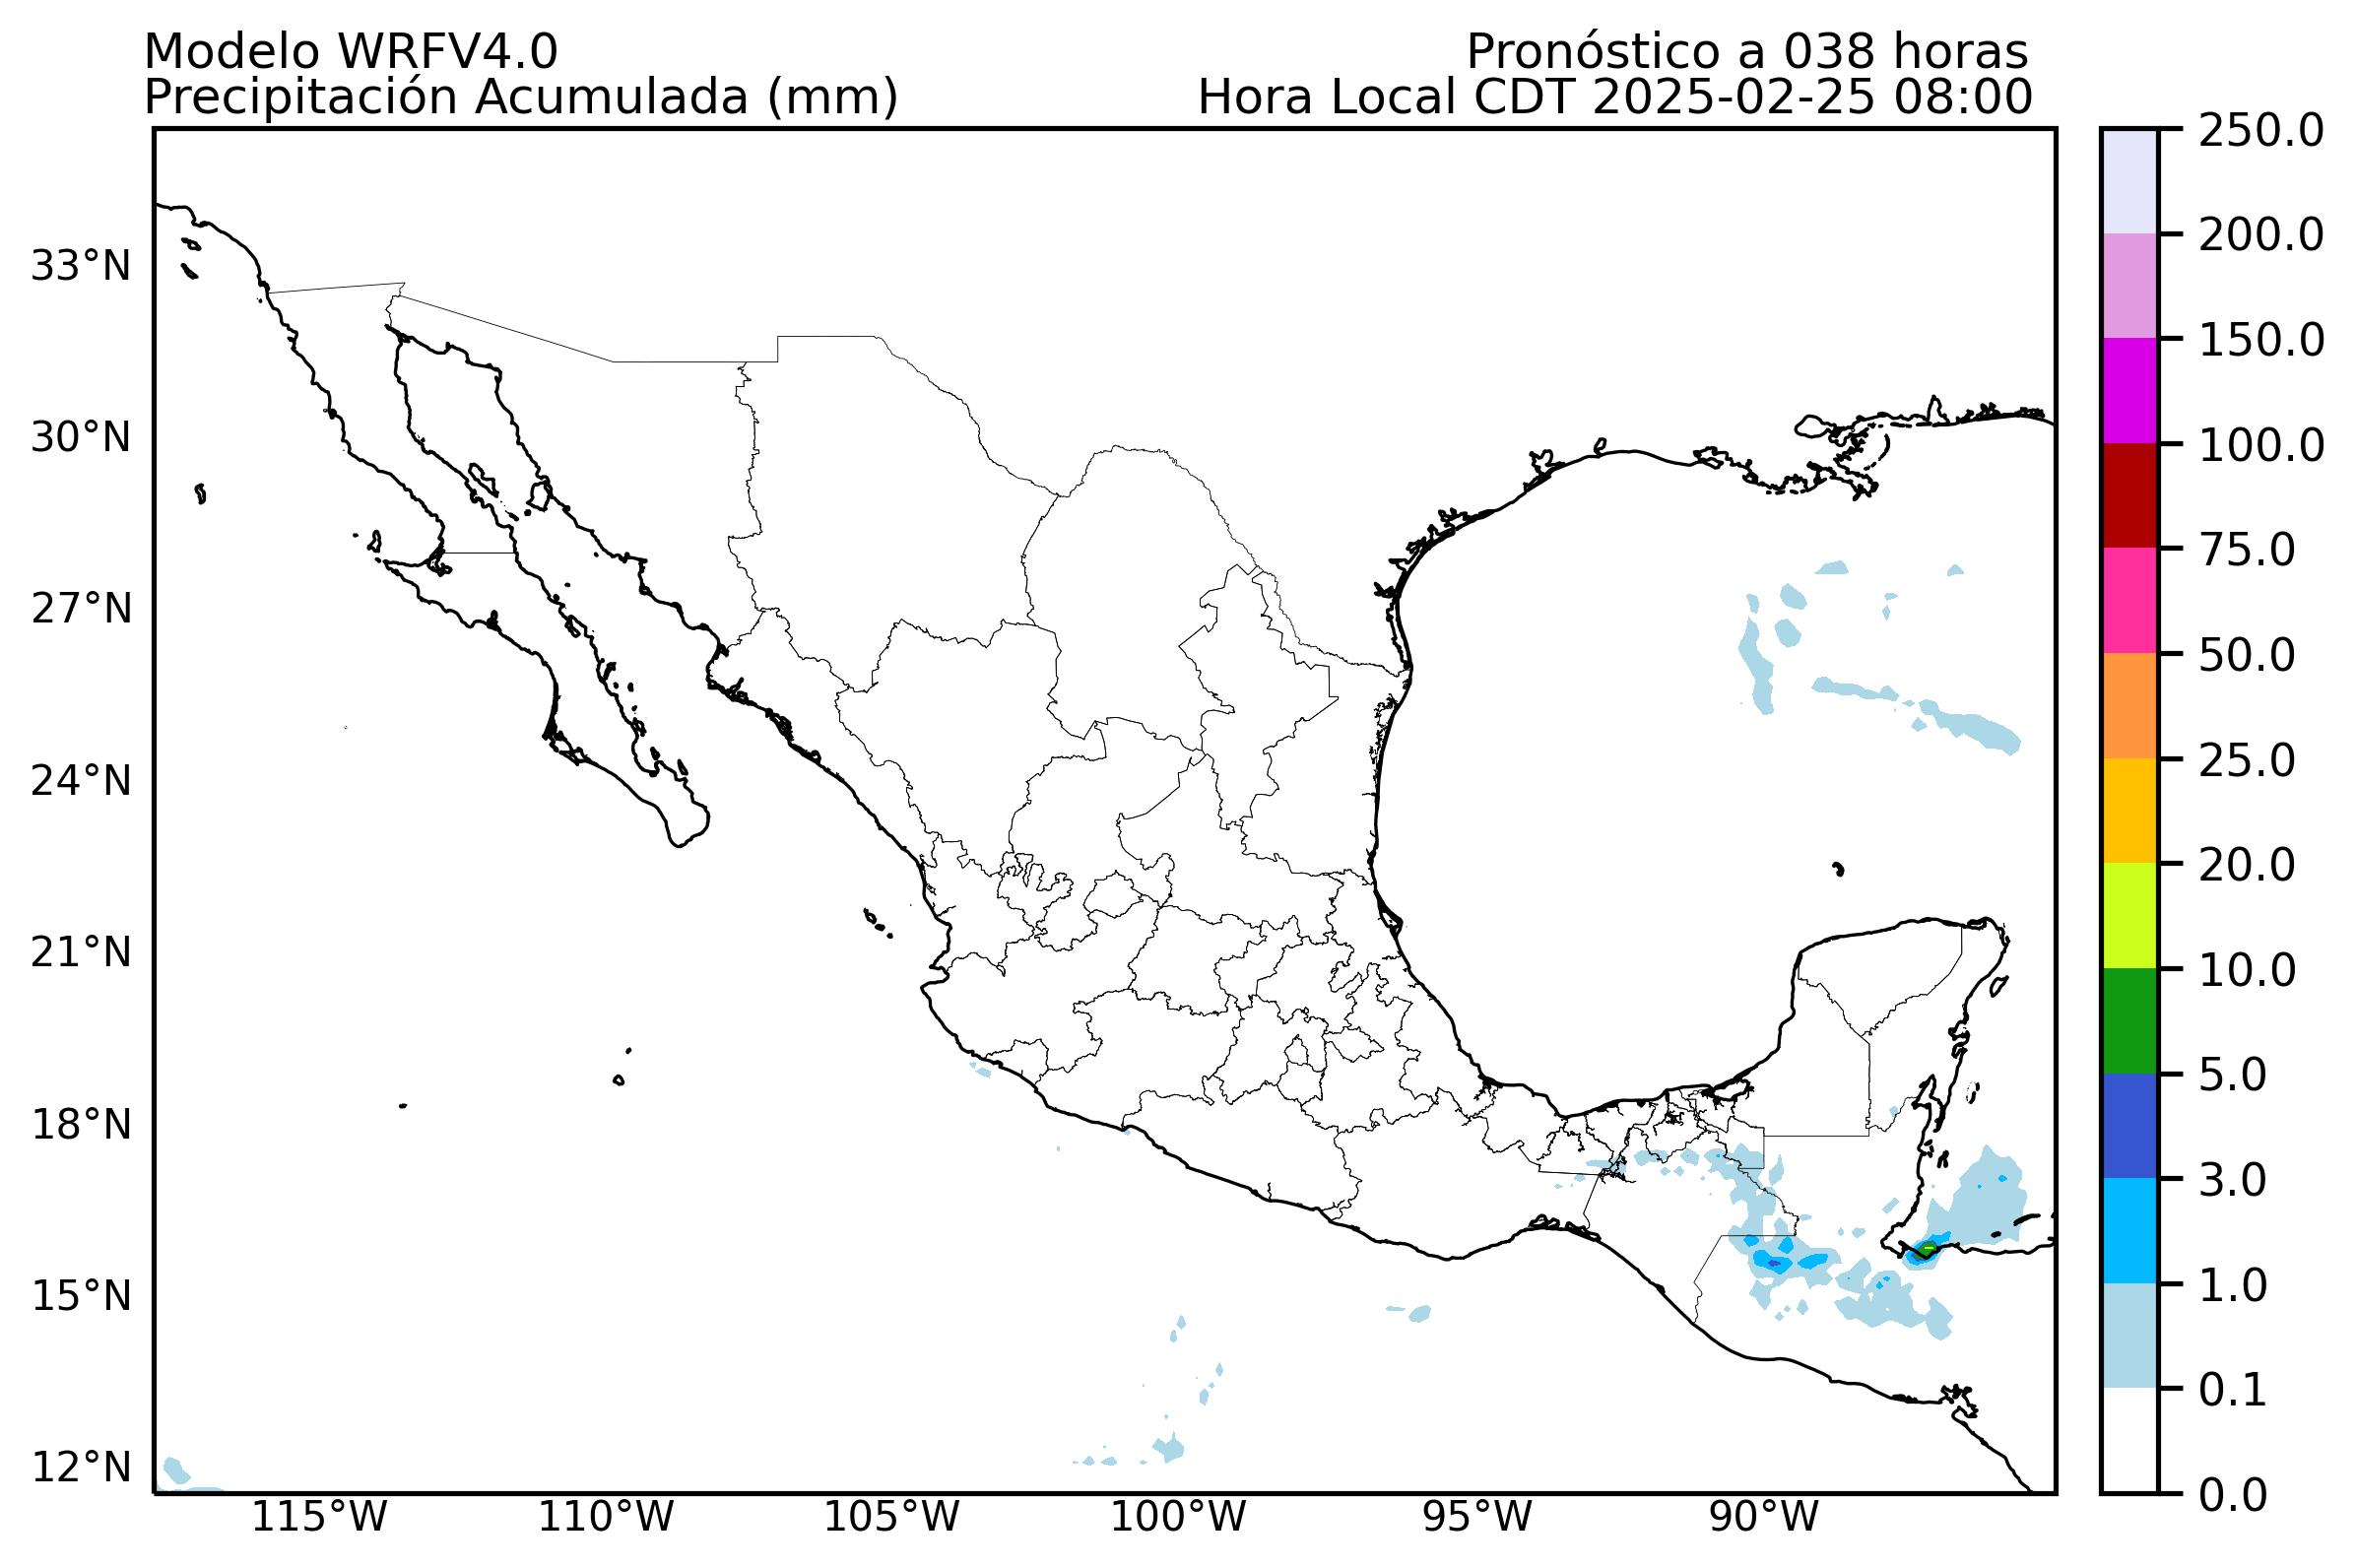 Modelo WRFV4.0
Pronóstico a 038 horas
Precipitación Acumulada (mm)
Hora Local CDT 2025-02-25 08:00
33°N
30°N
27°N
24°N
21°N
18°N
15°N
12°N
115°W
110°W
105°W
100°W
95°W
90°W
250.0
200.0
150.0
100.0
75.0
50.0
25.0
20.0
10.0
5.0
3.0
1.0
0.1
0.0